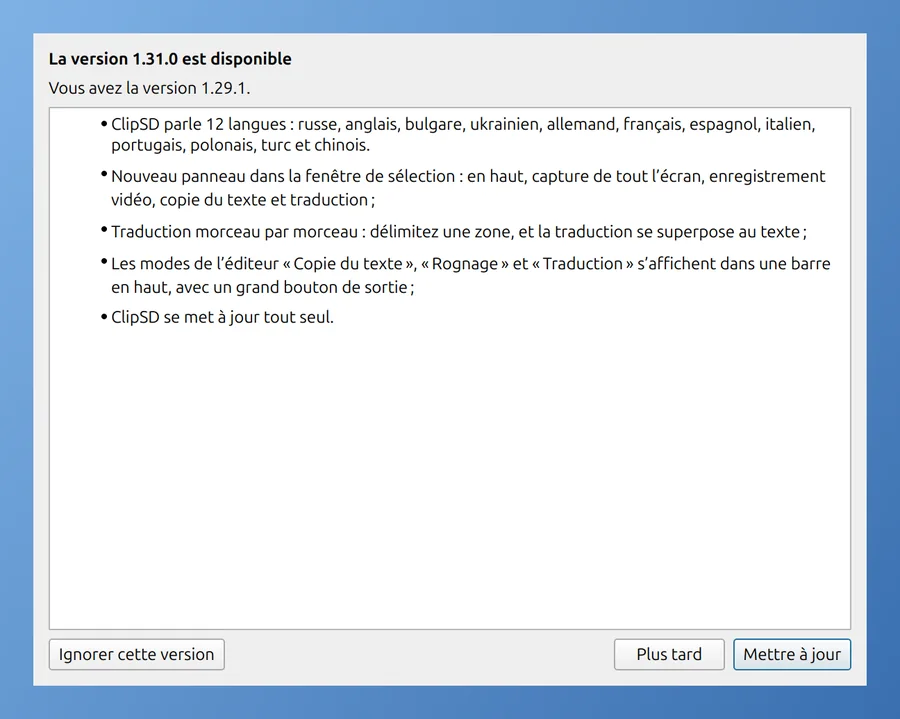 La version 1.31.0 est disponible
Vous avez la version 1.29.1.
• ClipSD parle 12 langues : russe, anglais, bulgare, ukrainien, allemand, français, espagnol, italien,
portugais, polonais, turc et chinois.
• Nouveau panneau dans la fenêtre de sélection : en haut, capture de tout l’écran, enregistrement
vidéo, copie du texte et traduction ;
• Traduction morceau par morceau : délimitez une zone, et la traduction se superpose au texte ;
• Les modes de l’éditeur « Copie du texte », « Rognage » et « Traduction » s’affichent dans une barre
en haut, avec un grand bouton de sortie ;
• ClipSD se met à jour tout seul.
Ignorer cette version
Plus tard
Mettre à jour